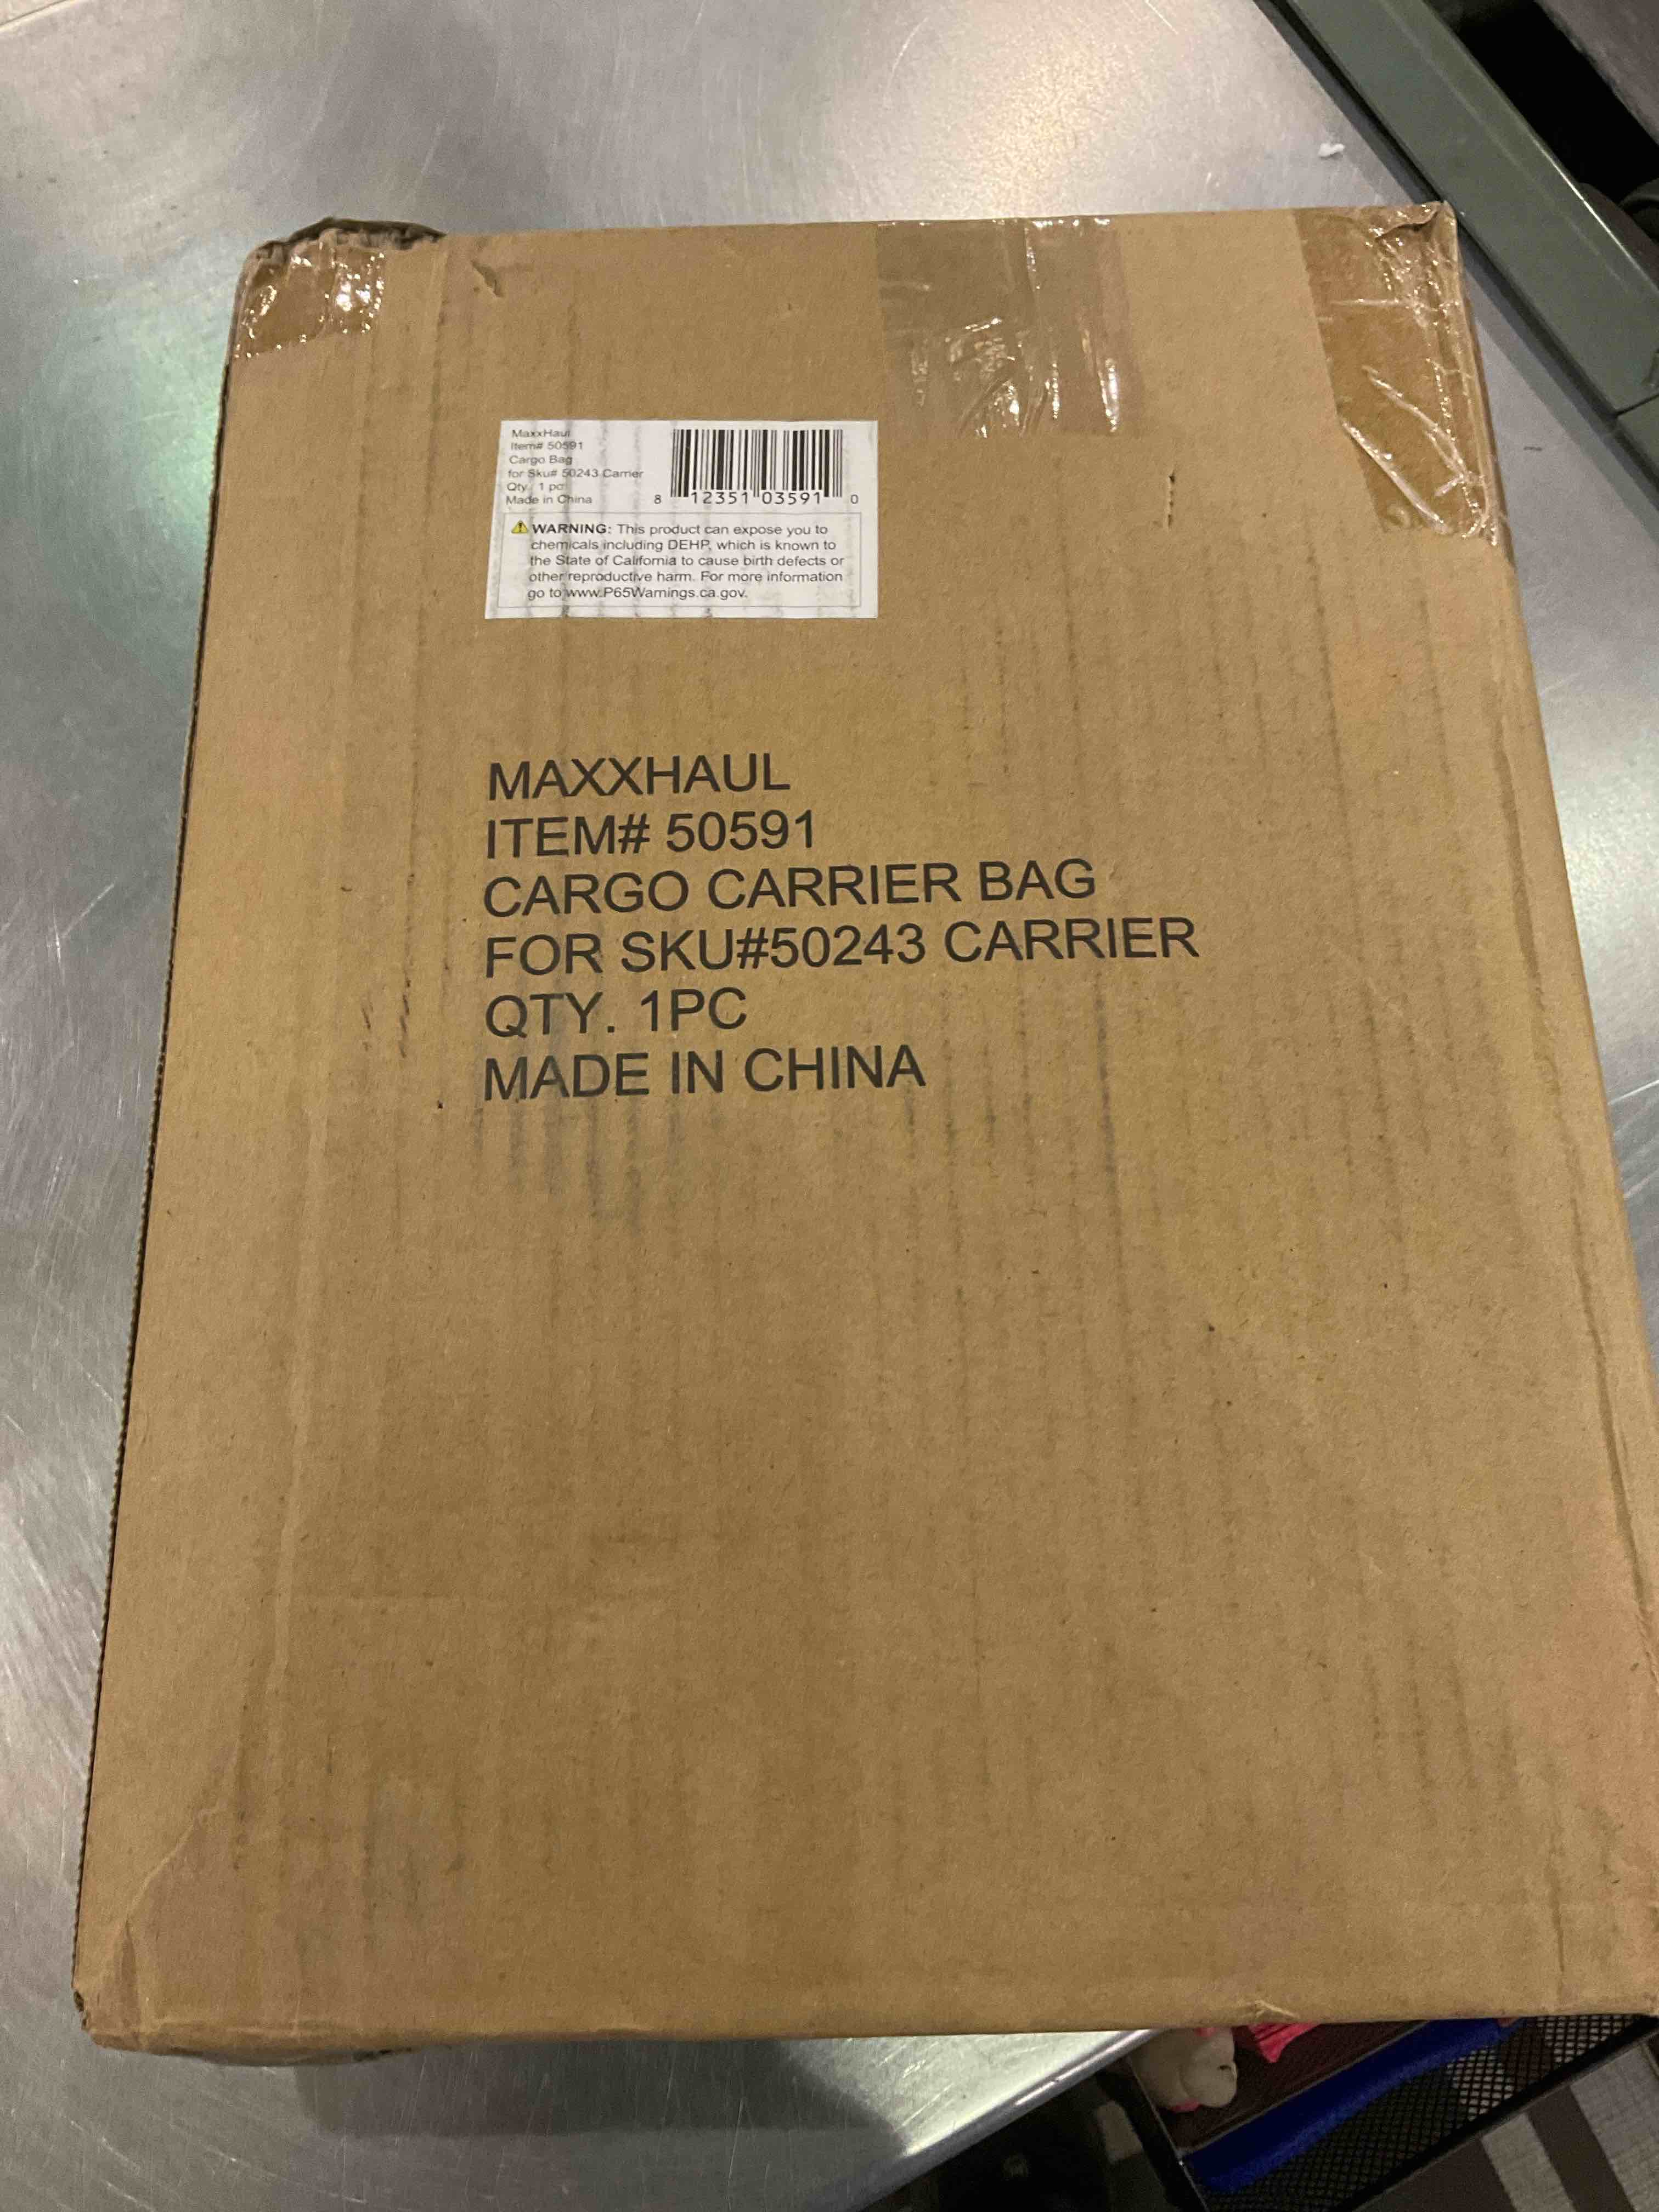 MaxxHaul
Item# 50591
Cargo Bag
for Sku# 50243 Carrier
Qty. 1 pc
Made in China
8 12351 03591 0
WARNING: This product can expose you to
chemicals including DEHP, which is known to
the State of California to cause birth defects or
other reproductive harm. For more information
go to www.P65Warnings.ca.gov.
MAXXHAUL
ITEM# 50591
CARGO CARRIER BAG
FOR SKU#50243 CARRIER
QTY. 1PC
MADE IN CHINA